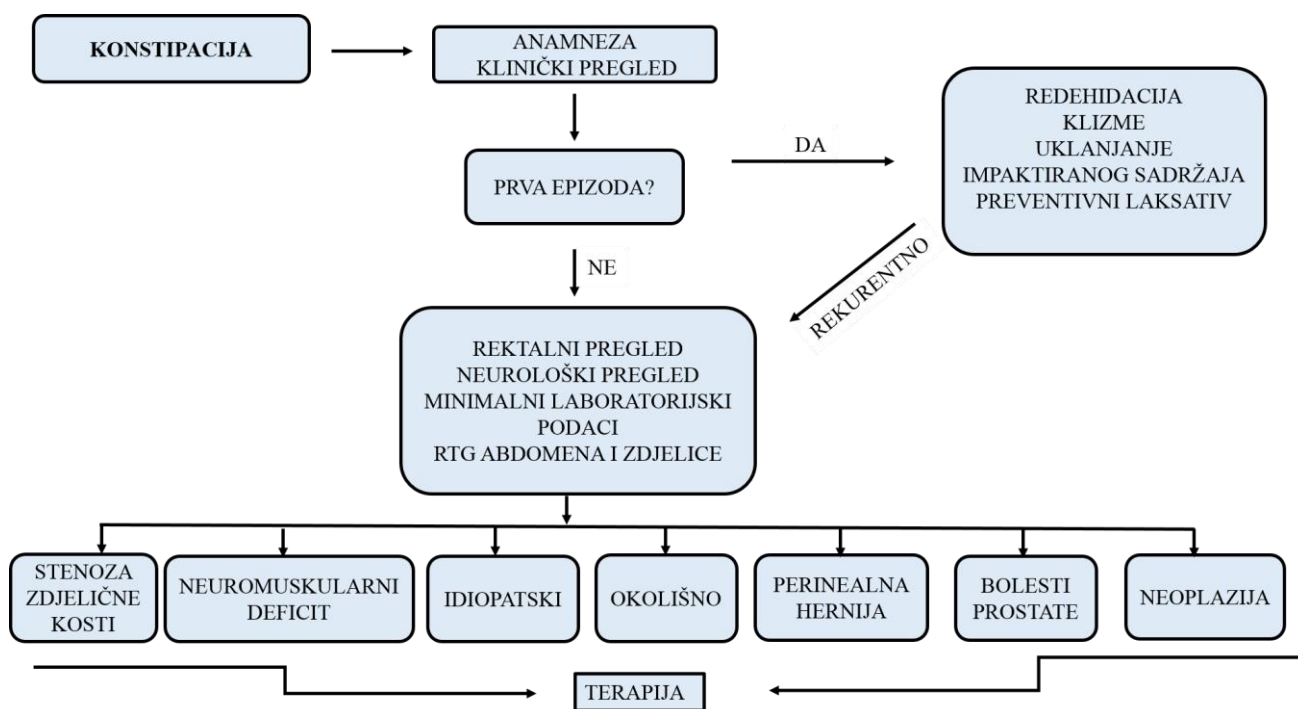 KONSTIPACIJA
ANAMNEZA
KLINIČKI PREGLED
PRVA EPIZODA?
DA
REDEHIDACIJA
KLIZME
UKLANJANJE
IMPAKTIRANOG SADRŽAJA
PREVENTIVNI LAKSATIV
NE
REKURENTNO
REKTALNI PREGLED
NEUROLOŠKI PREGLED
MINIMALNI LABORATORIJSKI
PODACI
RTG ABDOMENA I ZDJELICE
STENOZA
ZDJELIČNE
KOSTI
NEUROMUSKULARNI
DEFICIT
IDIOPATSKI
OKOLIŠNO
PERINEALNA
HERNIJA
BOLESTI
PROSTATE
NEOPLAZIJA
TERAPIJA